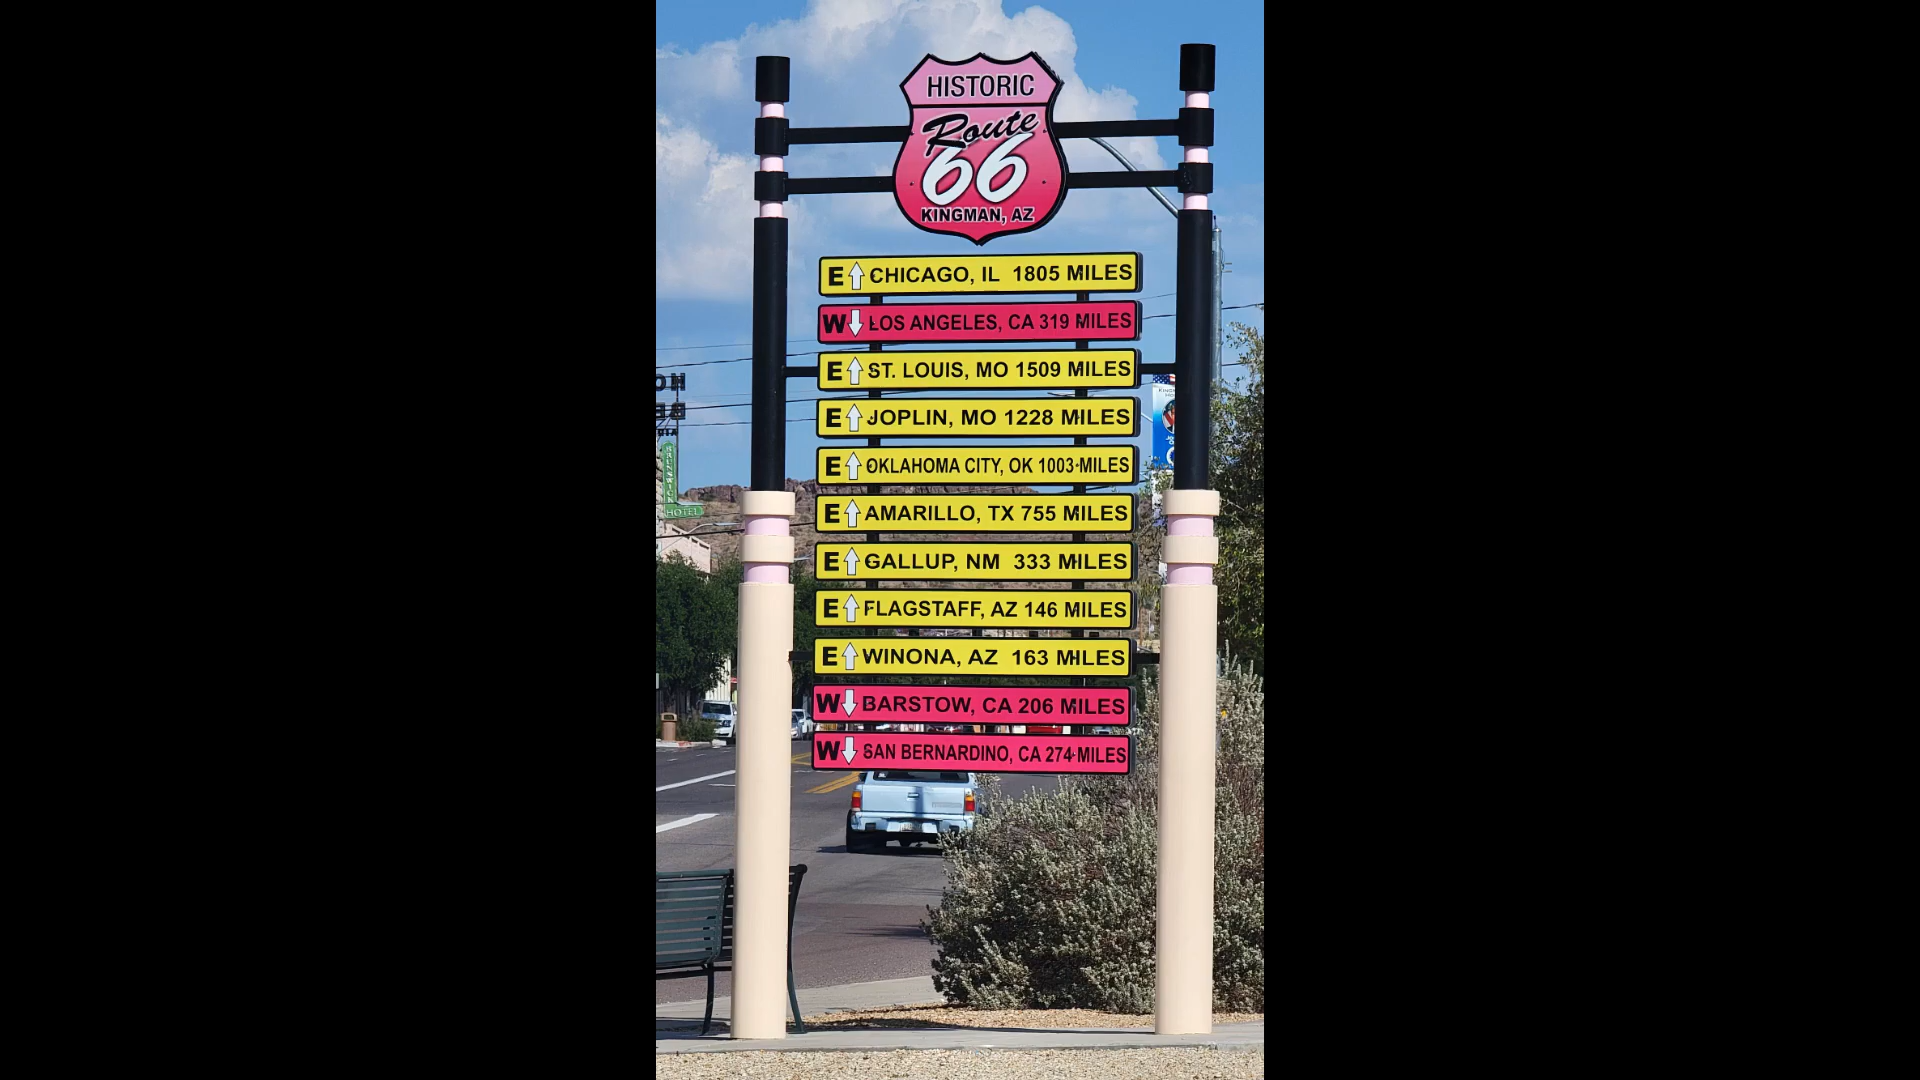 HISTORIC
Route
66
KINGMAN, AZ
E CHICAGO, IL 1805 MILES
W LOS ANGELES, CA 319 MILES
E ST. LOUIS, MO 1509 MILES
E JOPLIN, MO 1228 MILES
E OKLAHOMA CITY, OK 1003 MILES
E AMARILLO, TX 755 MILES
E GALLUP, NM 333 MILES
E FLAGSTAFF, AZ 146 MILES
E WINONA, AZ 163 MILES
W BARSTOW, CA 206 MILES
W SAN BERNARDINO, CA 274 MILES
BRUNSWICK
HOTEL